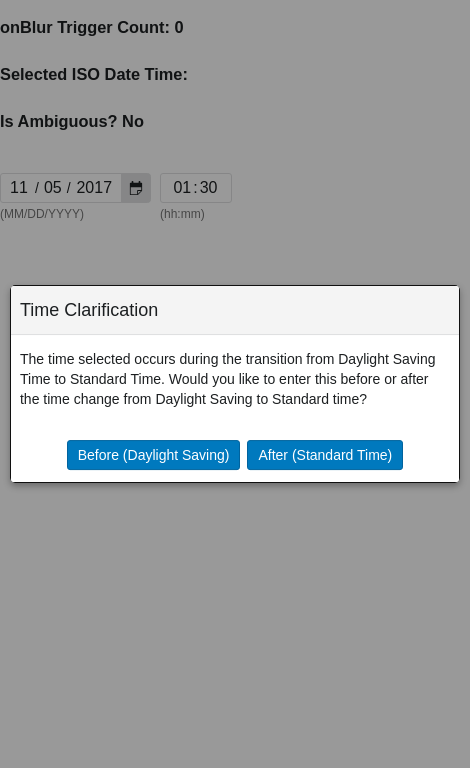 onBlur Trigger Count: 0
Selected ISO Date Time:
Is Ambiguous? No
11 / 05 / 2017 01:30
(MM/DD/YYYY) (hh:mm)
Time Clarification
The time selected occurs during the transition from Daylight Saving
Time to Standard Time. Would you like to enter this before or after
the time change from Daylight Saving to Standard time?
Before (Daylight Saving) After (Standard Time)